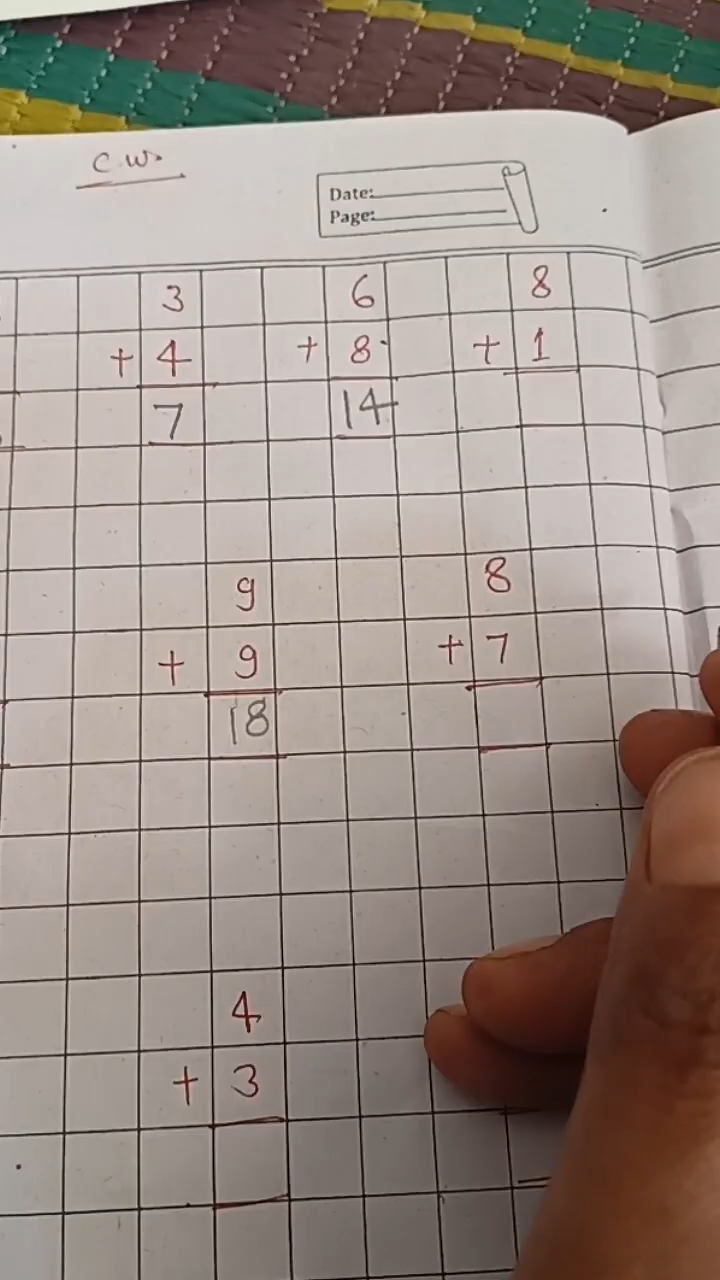 C.W.
Date:
Page:
3 6 8
+ 4 + 8 + 1
7 14
9 8
+ 9 + 7
18
4
+ 3